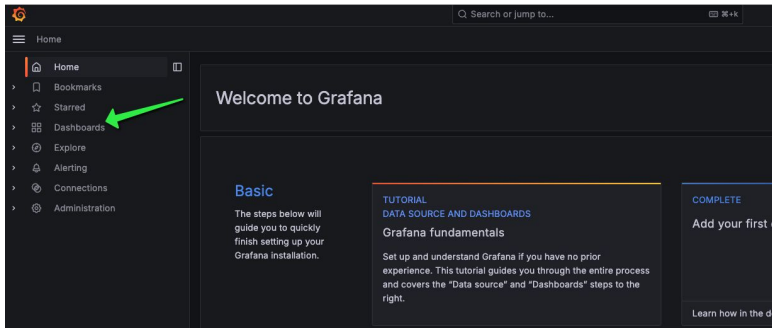 Search or jump to...
⌘+k
Home
Home
Bookmarks
Starred
Dashboards
Explore
Alerting
Connections
Administration
Welcome to Grafana
Basic
The steps below will
guide you to quickly
finish setting up your
Grafana installation.
TUTORIAL
DATA SOURCE AND DASHBOARDS
Grafana fundamentals
Set up and understand Grafana if you have no prior
experience. This tutorial guides you through the entire process
and covers the "Data source" and "Dashboards" steps to the
right.
COMPLETE
Add your first
Learn how in the